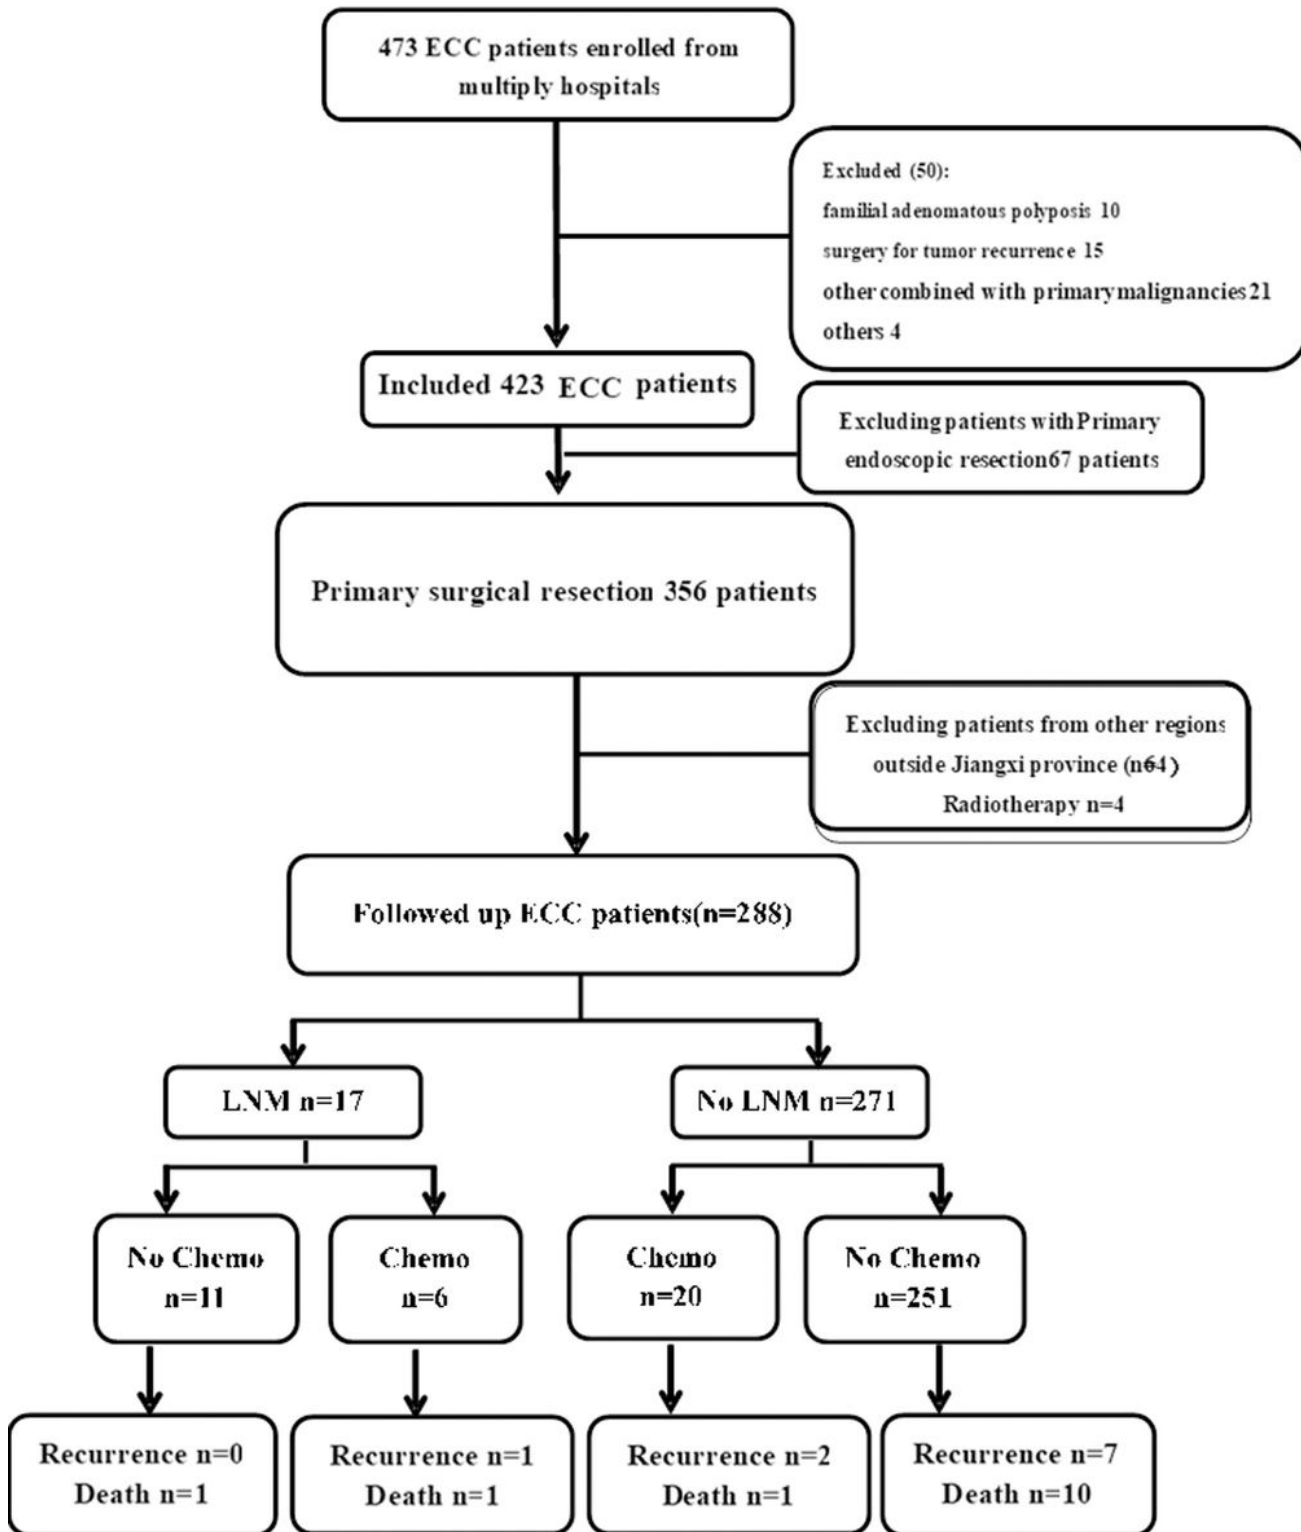 473 ECC patients enrolled from
multiply hospitals
Excluded (50):
familial adenomatous polyposis 10
surgery for tumor recurrence 15
other combined with primary malignancies 21
others 4
Included 423 ECC patients
Excluding patients with Primary
endoscopic resection67 patients
Primary surgical resection 356 patients
Excluding patients from other regions
outside Jiangxi province (n=64)
Radiotherapy n=4
Followed up ECC patients(n=288)
LNM n=17
No LNM n=271
No Chemo
n=11
Chemo
n=6
Chemo
n=20
No Chemo
n=251
Recurrence n=0
Death n=1
Recurrence n=1
Death n=1
Recurrence n=2
Death n=1
Recurrence n=7
Death n=10